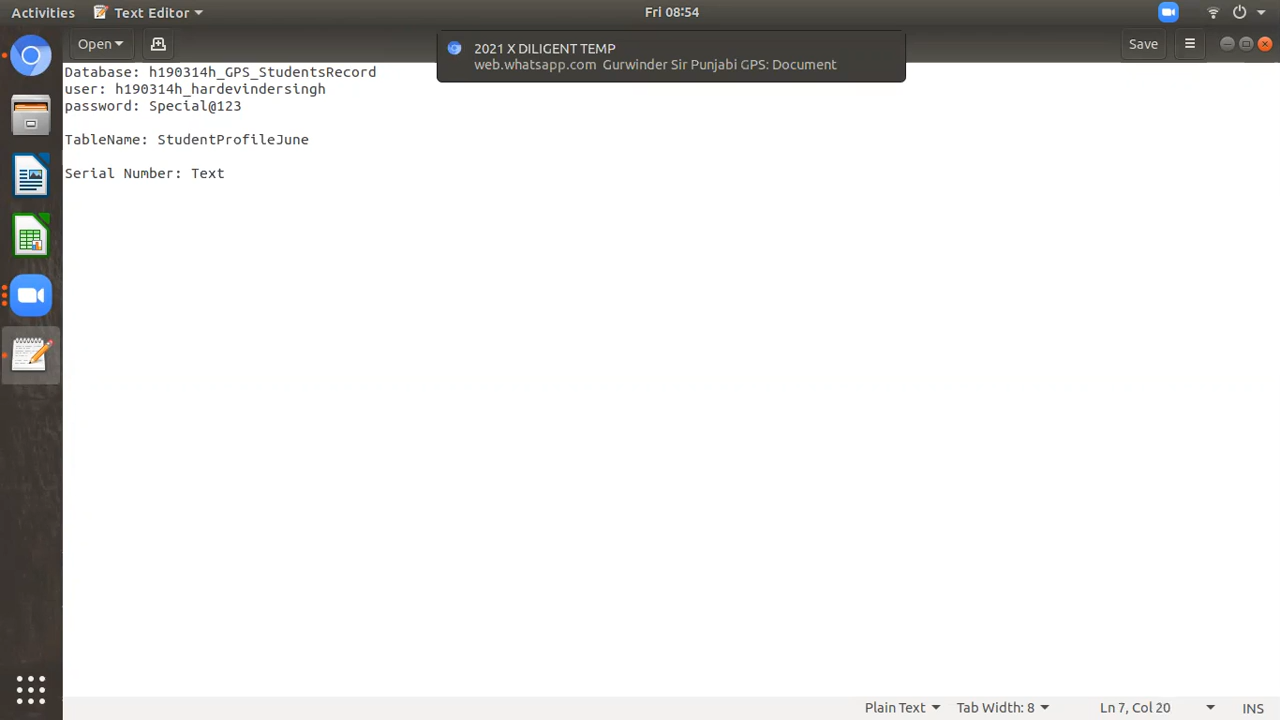 Activities Text Editor Fri 08:54
Open Save
2021 X DILIGENT TEMP
web.whatsapp.com Gurwinder Sir Punjabi GPS: Document
Database: h190314h_GPS_StudentsRecord
user: h190314h_hardevindersingh
password: Special@123
TableName: StudentProfileJune
Serial Number: Text
Plain Text Tab Width: 8 Ln 7, Col 20 INS